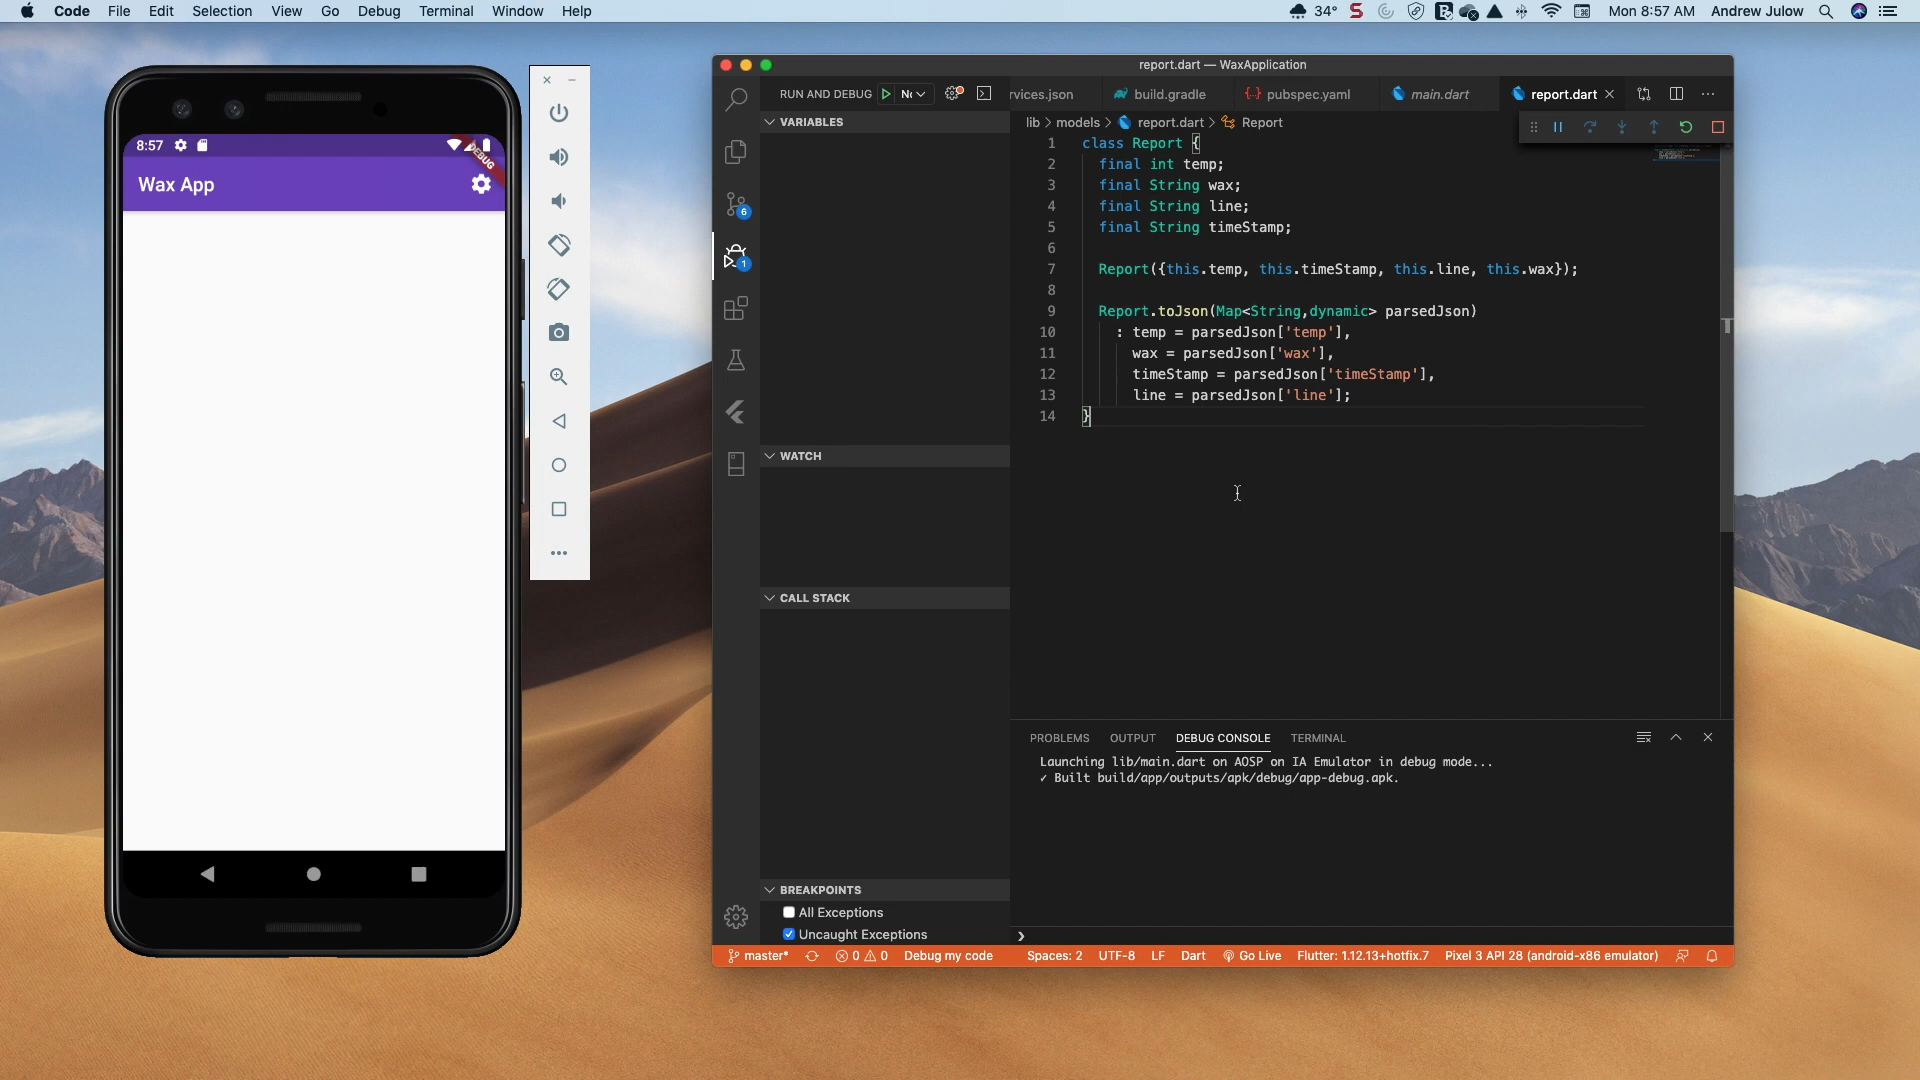 Code File Edit Selection View Go Debug Terminal Window Help
34° Mon 8:57 AM Andrew Julow
8:57
DEBUG
Wax App
report.dart — WaxApplication
RUN AND DEBUG
rvices.json build.gradle pubspec.yaml main.dart report.dart
VARIABLES
lib > models > report.dart > Report
1 class Report {
2 final int temp;
3 final String wax;
4 final String line;
5 final String timeStamp;
6
7 Report({this.temp, this.timeStamp, this.line, this.wax});
8
9 Report.toJson(Map<String,dynamic> parsedJson)
10 : temp = parsedJson['temp'],
11 wax = parsedJson['wax'],
12 timeStamp = parsedJson['timeStamp'],
13 line = parsedJson['line'];
14 }
6
1
WATCH
CALL STACK
PROBLEMS OUTPUT DEBUG CONSOLE TERMINAL
Launching lib/main.dart on AOSP on IA Emulator in debug mode...
✓ Built build/app/outputs/apk/debug/app-debug.apk.
BREAKPOINTS
All Exceptions
Uncaught Exceptions
master* 0 0 Debug my code Spaces: 2 UTF-8 LF Dart Go Live Flutter: 1.12.13+hotfix.7 Pixel 3 API 28 (android-x86 emulator)